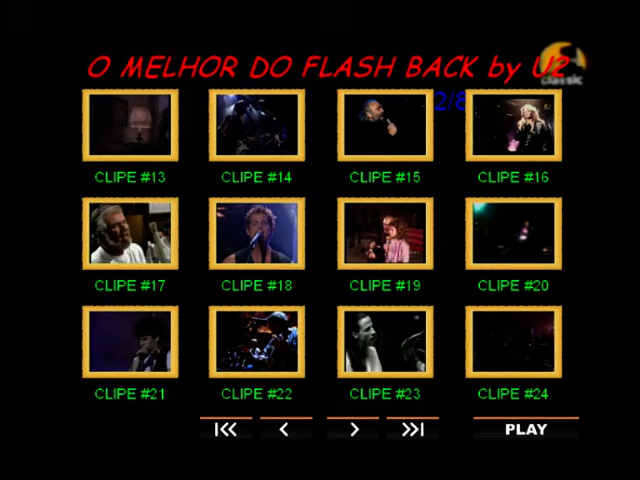 O MELHOR DO FLASH BACK by U2
classic
2/8
CLIPE #13 CLIPE #14 CLIPE #15 CLIPE #16
CLIPE #17 CLIPE #18 CLIPE #19 CLIPE #20
CLIPE #21 CLIPE #22 CLIPE #23 CLIPE #24
PLAY